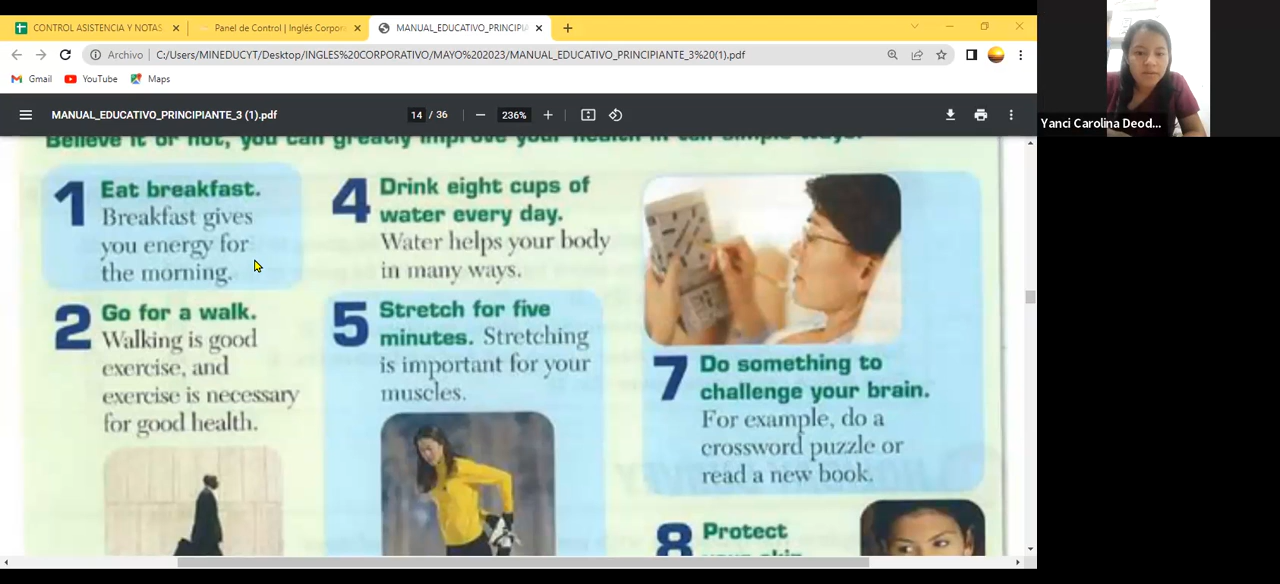 CONTROL ASISTENCIA Y NOTAS
Panel de Control | Inglés Corpora
MANUAL_EDUCATIVO_PRINCIPI
Archivo
C:/Users/MINEDUCYT/Desktop/INGLES%20CORPORATIVO/MAYO%202023/MANUAL_EDUCATIVO_PRINCIPIANTE_3%20(1).pdf
Gmail
YouTube
Maps
MANUAL_EDUCATIVO_PRINCIPIANTE_3 (1).pdf
14 / 36
236%
Yanci Carolina Deod...
Believe it or not, you can greatly improve your health in ten simple ways.
1 Eat breakfast.
Breakfast gives
you energy for
the morning.
2 Go for a walk.
Walking is good
exercise, and
exercise is necessary
for good health.
4 Drink eight cups of
water every day.
Water helps your body
in many ways.
5 Stretch for five
minutes. Stretching
is important for your
muscles.
7 Do something to
challenge your brain.
For example, do a
crossword puzzle or
read a new book.
8 Protect
your skin